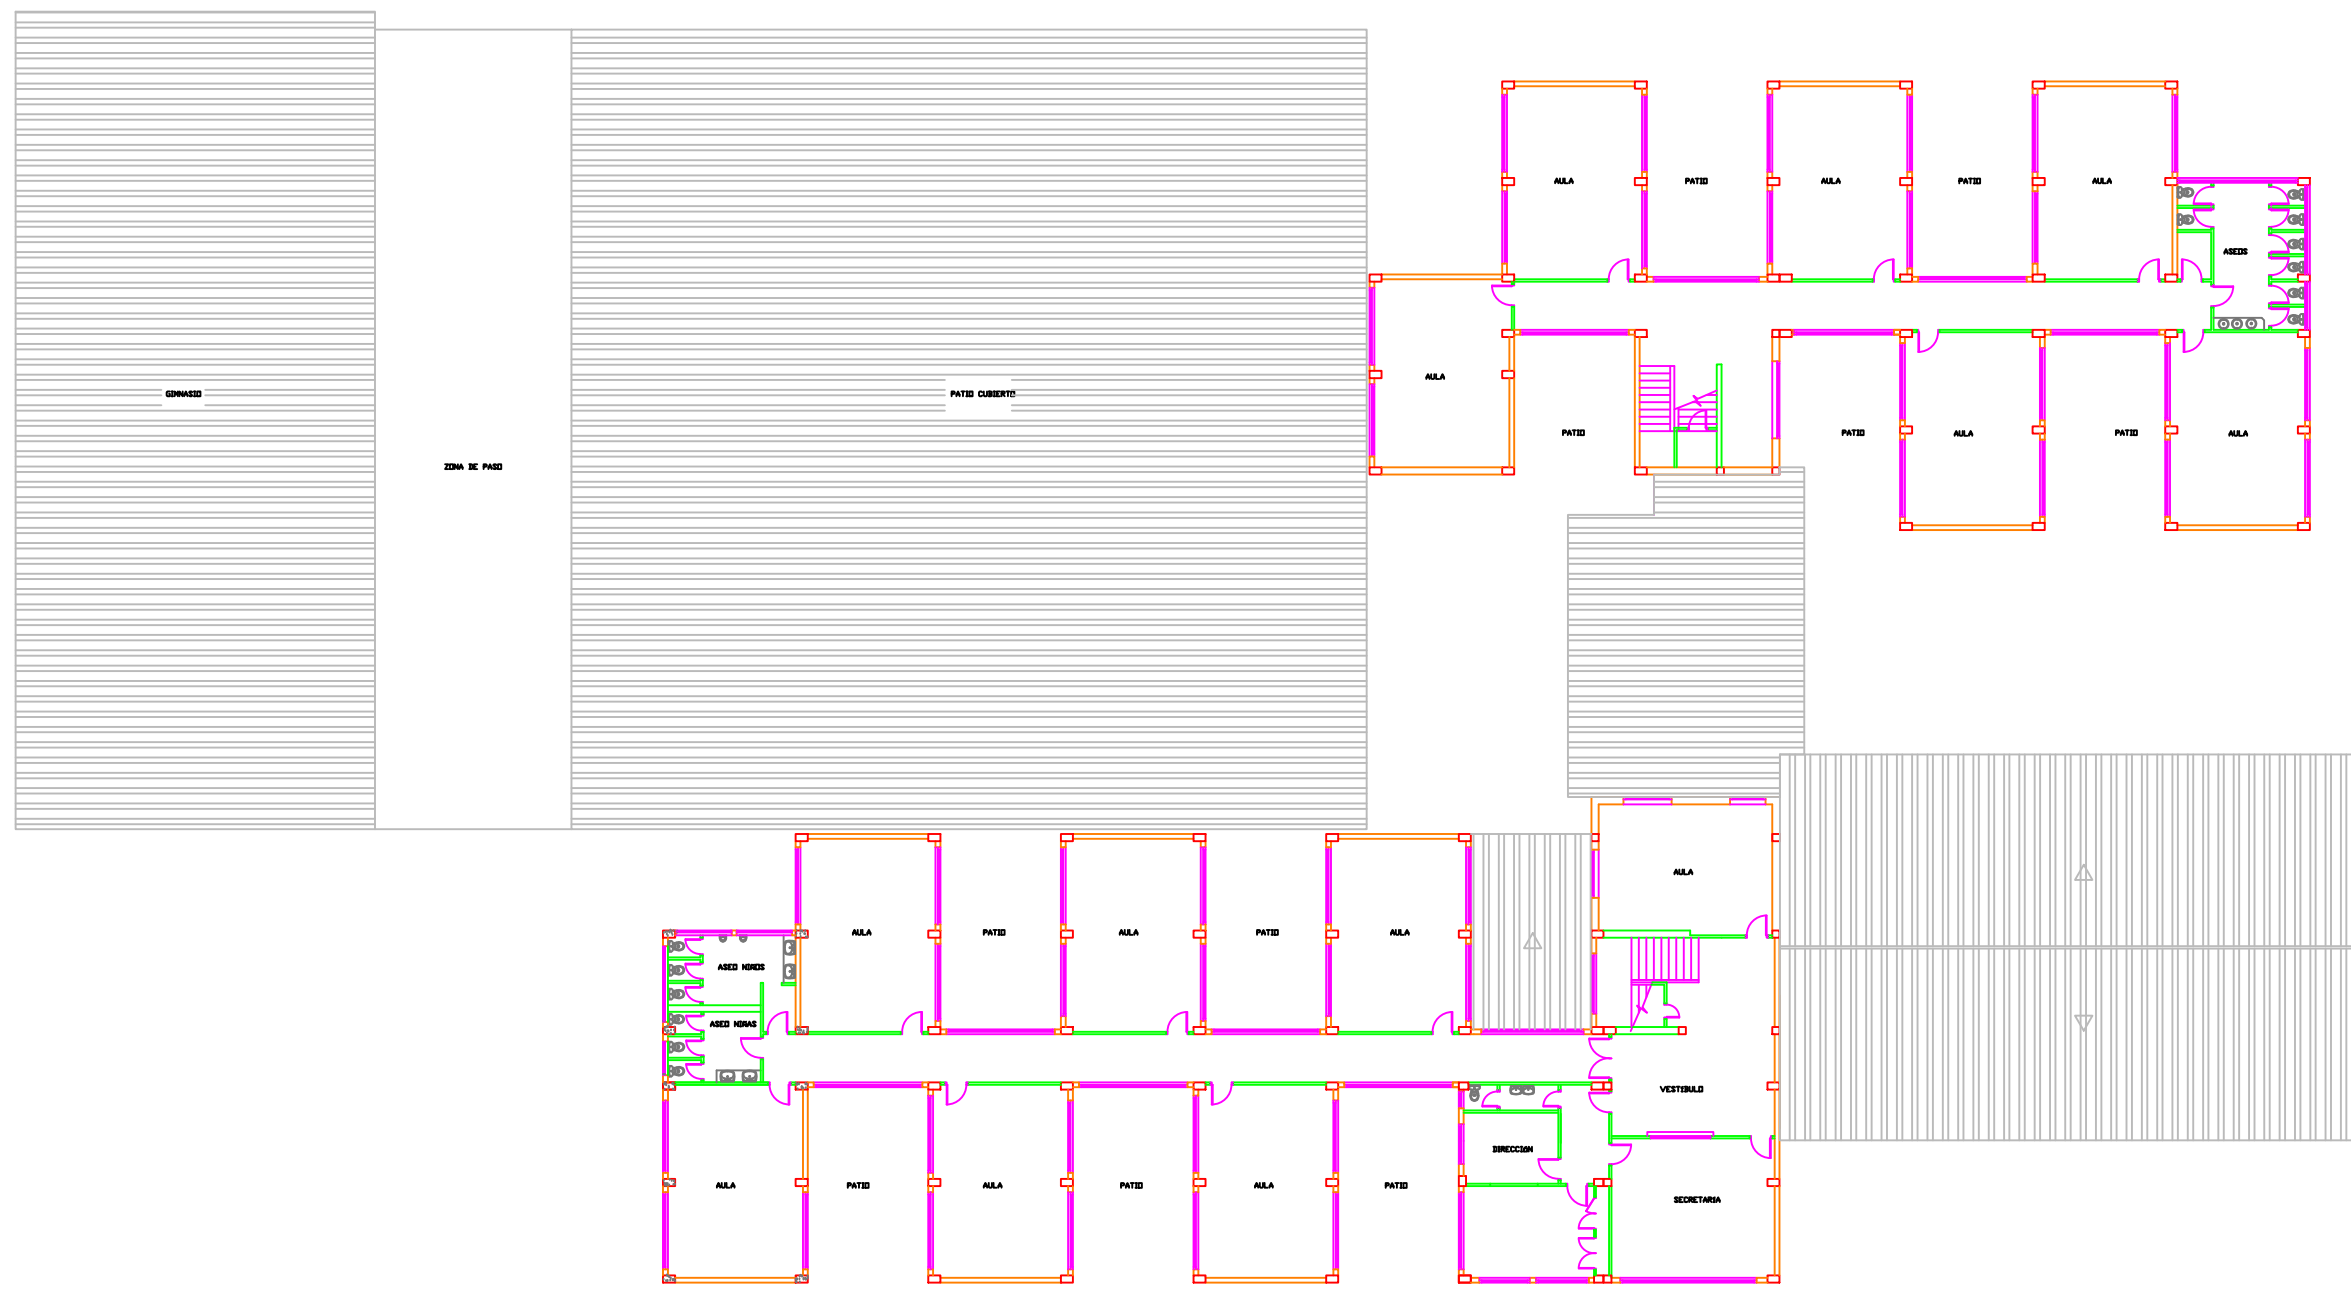 AULA PATIO AULA PATIO AULA
ASEOS
AULA
GIMNASIO PATIO CUBIERTO
PATIO PATIO AULA PATIO AULA
ZONA DE PASO
AULA
AULA PATIO AULA PATIO AULA
ASEO NIÑOS
ASEO NIÑAS
VESTIBULO
DIRECCION
AULA PATIO AULA PATIO AULA PATIO
SECRETARIA